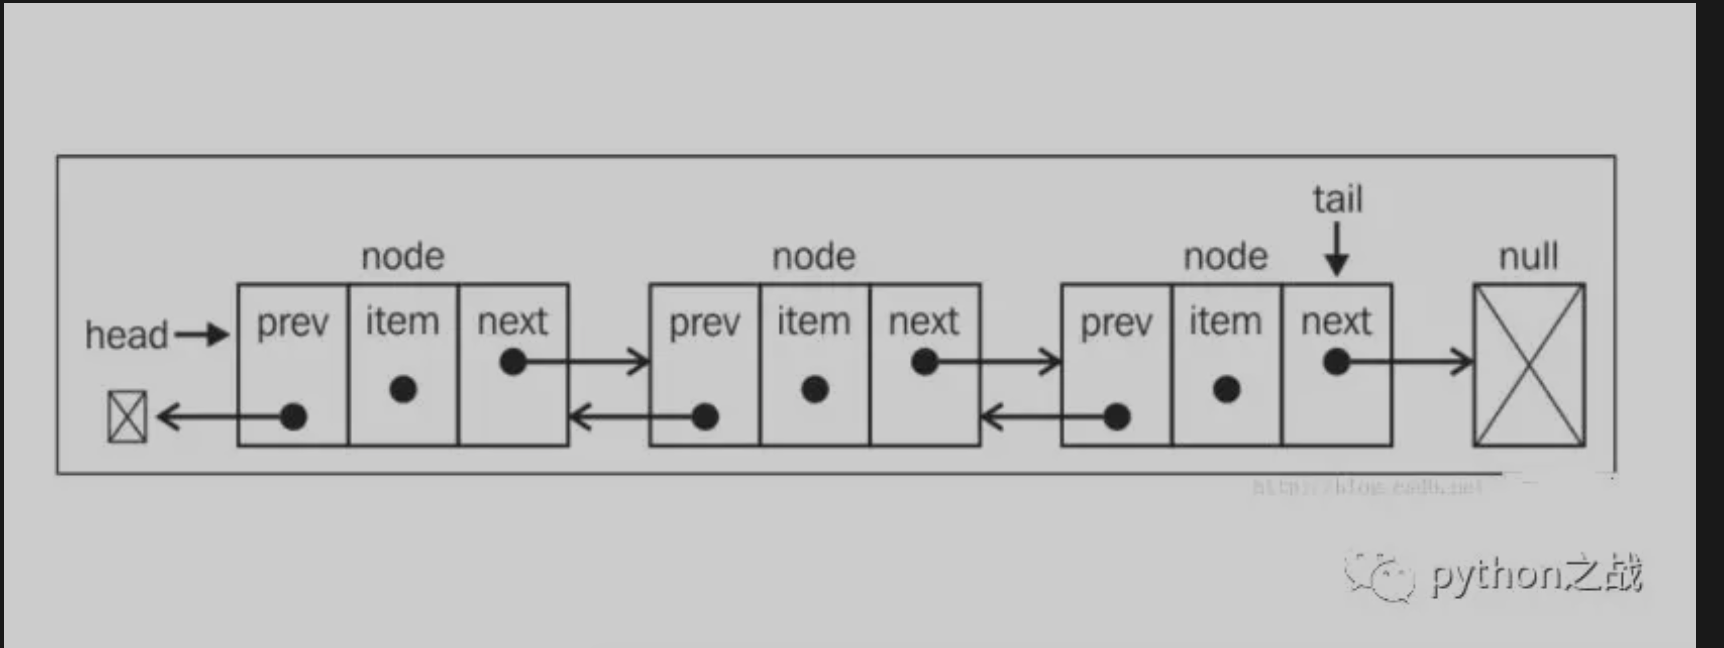 tail
node node node null
head prev item next prev item next prev item next
http://blog.csdn.net
python之战